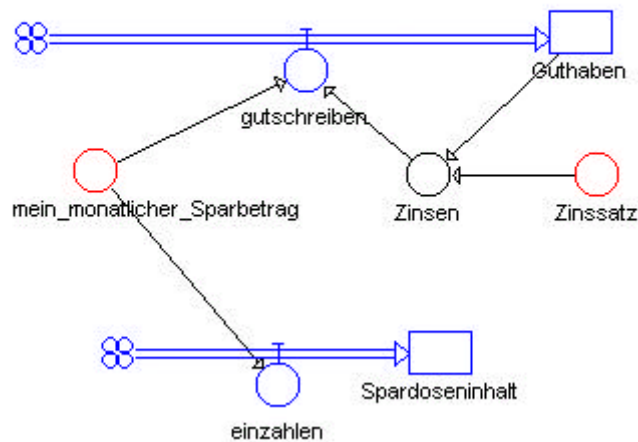 Guthaben
gutschreiben
mein_monatlicher_Sparbetrag
Zinsen
Zinssatz
Spardoseninhalt
einzahlen